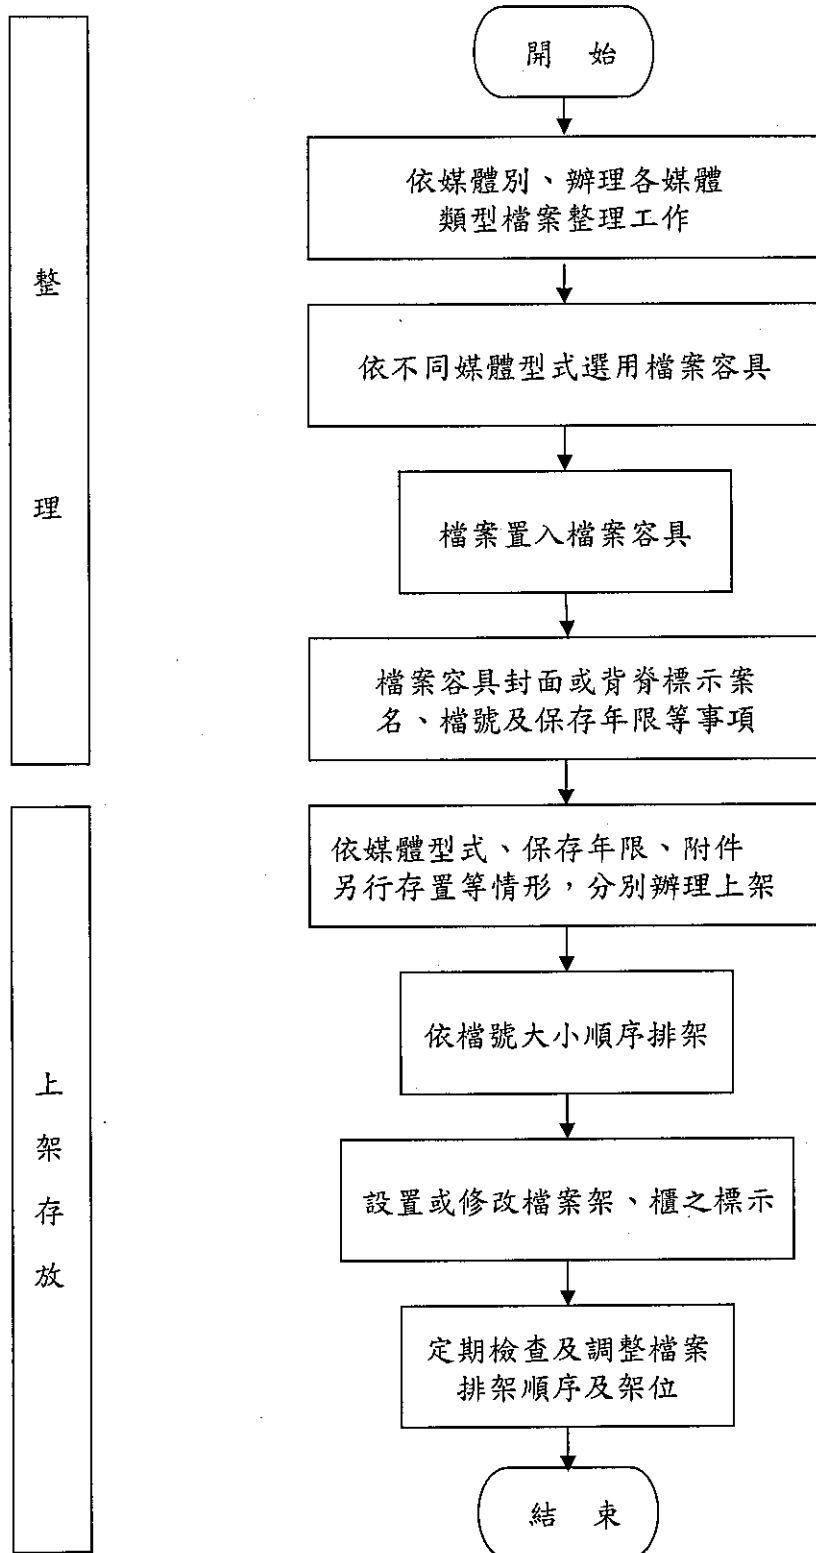 開 始
整理
依媒體別、辦理各媒體
類型檔案整理工作
依不同媒體型式選用檔案容具
檔案置入檔案容具
檔案容具封面或背脊標示案
名、檔號及保存年限等事項
上架存放
依媒體型式、保存年限、附件
另行存置等情形，分別辦理上架
依檔號大小順序排架
設置或修改檔案架、櫃之標示
定期檢查及調整檔案
排架順序及架位
結 束